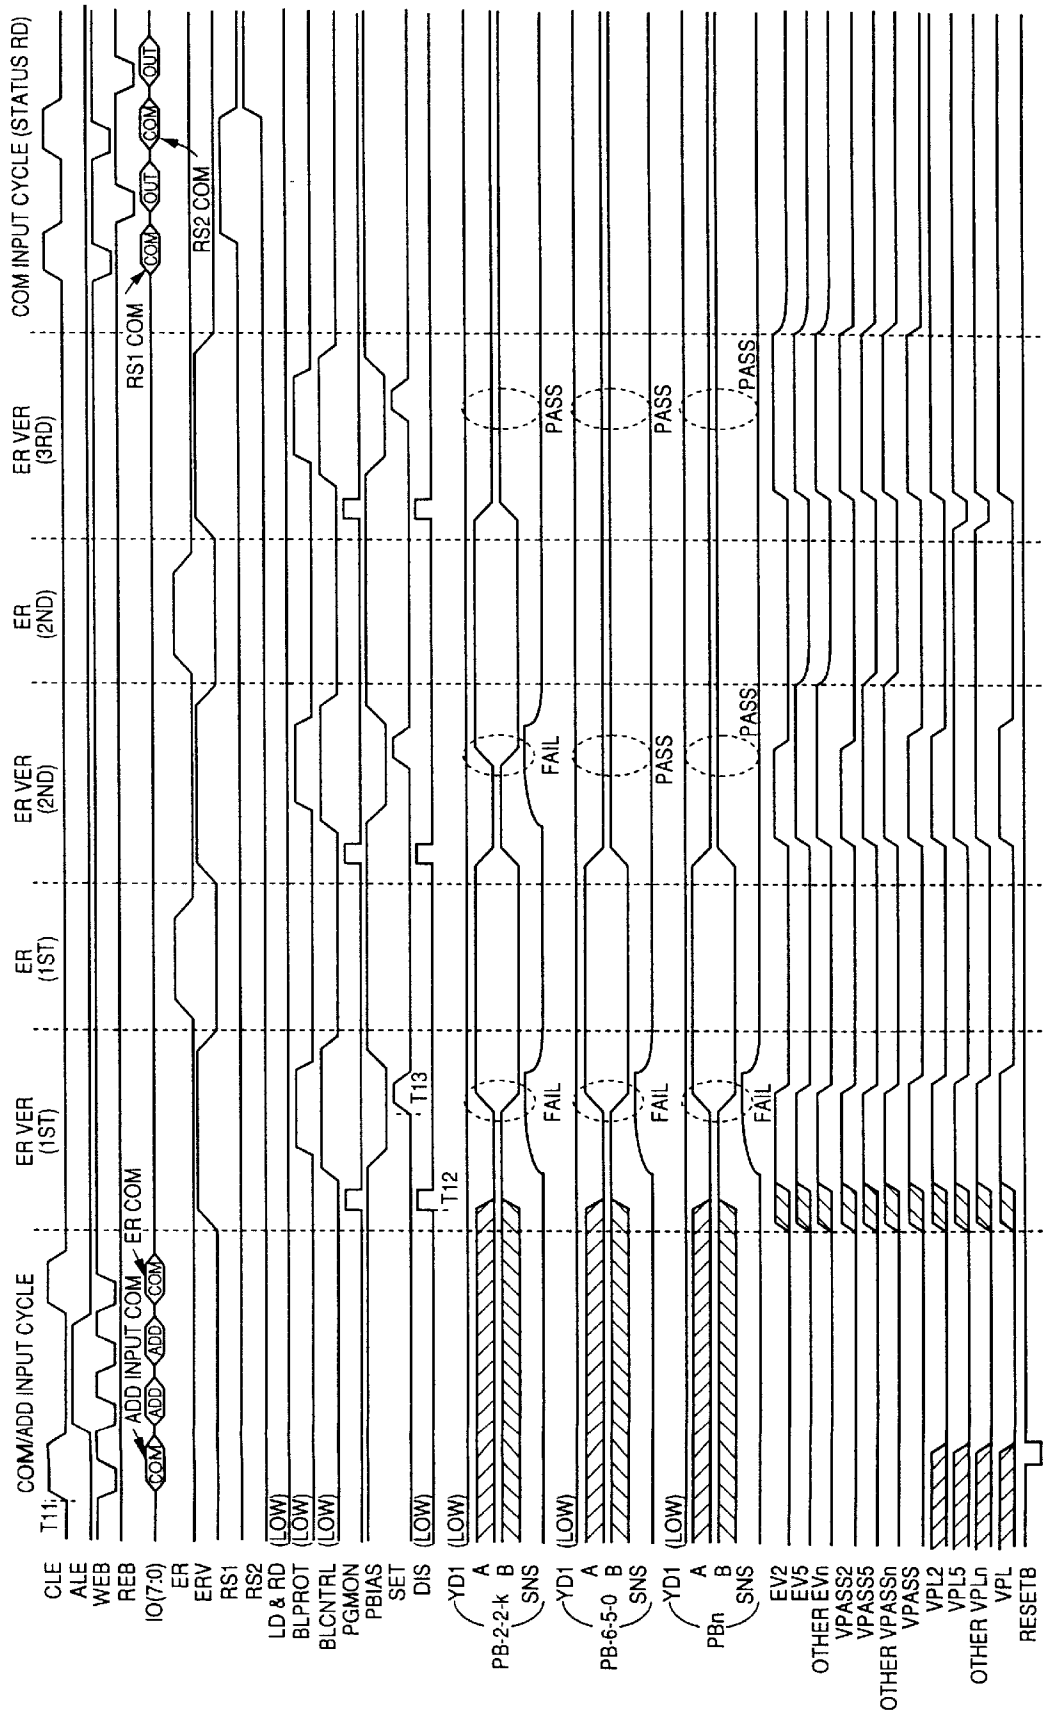 COM/ADD INPUT CYCLE
ER VER
(1ST)
ER
(1ST)
ER VER
(2ND)
ER
(2ND)
ER VER
(3RD)
COM INPUT CYCLE (STATUS RD)
T11
CLE
ALE
WEB
REB
ADD INPUT COM
ER COM
RS1 COM
IO(7:0)
COM
ADD
ADD
COM
COM
OUT
COM
OUT
RS2 COM
ER
ERV
RS1
RS2
LD & RD
(LOW)
BLPROT
(LOW)
BLCNTRL
(LOW)
PGMON
PBIAS
SET
T13
DIS
(LOW)
T12
PB-2-2-k
YD1
(LOW)
A
B
SNS
FAIL
FAIL
PASS
PB-6-5-0
YD1
(LOW)
A
B
SNS
FAIL
PASS
PASS
PBn
YD1
(LOW)
A
B
SNS
FAIL
PASS
PASS
EV2
EV5
OTHER EVn
VPASS2
VPASS5
OTHER VPASSn
VPASS
VPL2
VPL5
OTHER VPLn
VPL
RESETB